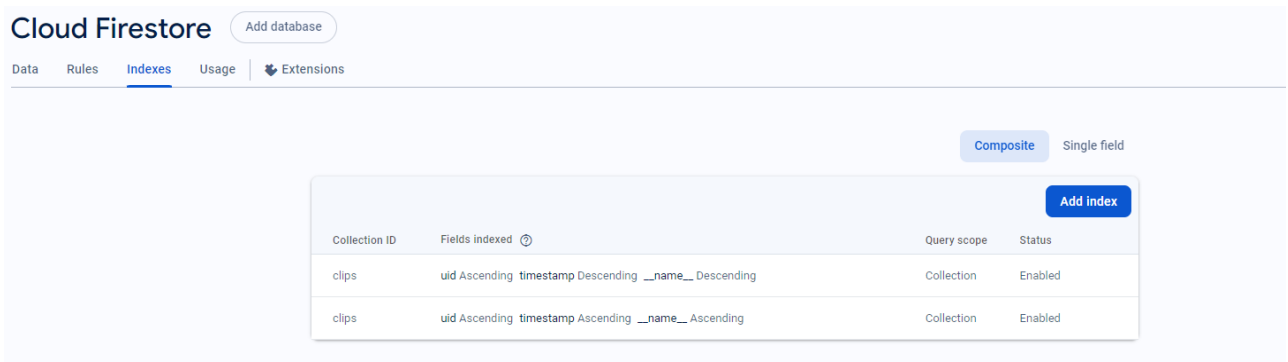 Cloud Firestore Add database
Data Rules Indexes Usage Extensions
Composite Single field
Add index
Collection ID Fields indexed Query scope Status
clips uid Ascending timestamp Descending __name__ Descending Collection Enabled
clips uid Ascending timestamp Ascending __name__ Ascending Collection Enabled